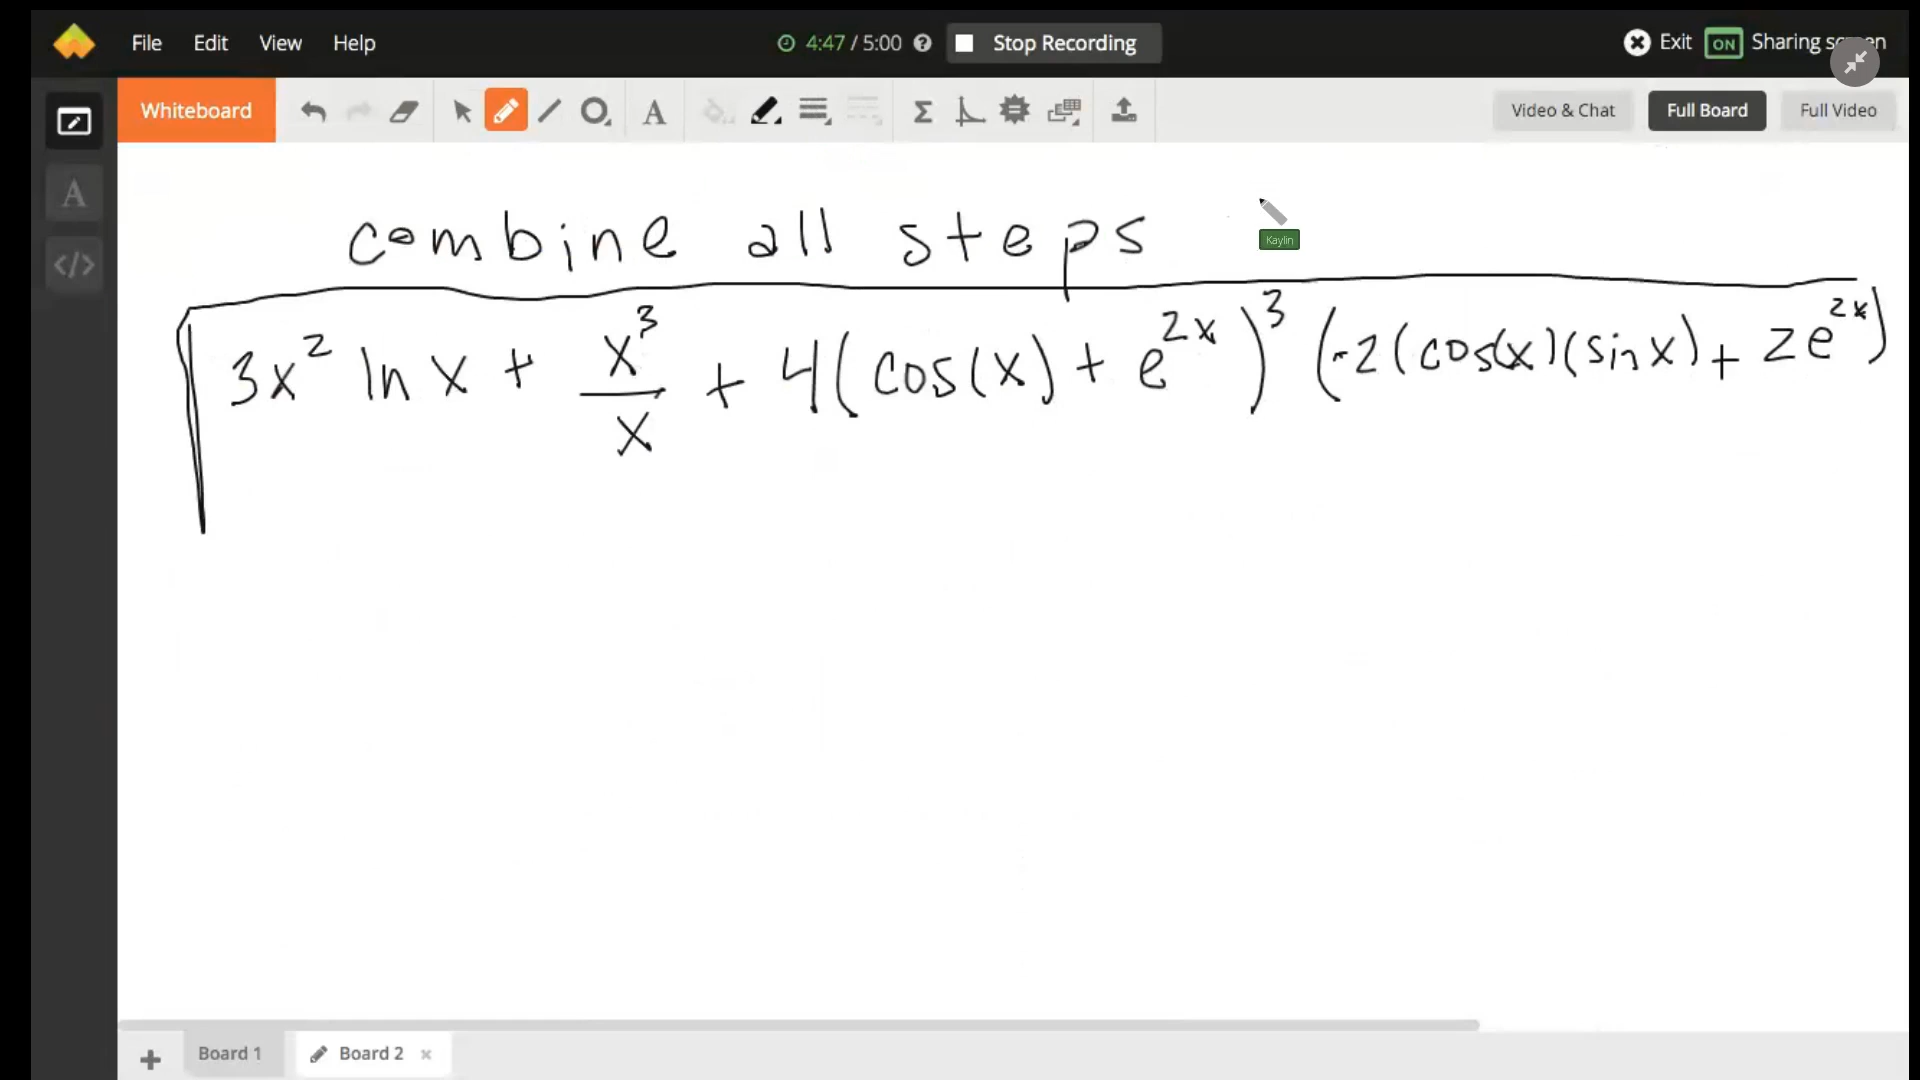 File Edit View Help 4:47 / 5:00 Stop Recording Exit ON Sharing screen
Whiteboard A Σ Video & Chat Full Board Full Video
A
</>
combine all steps
Kaylin
3x² ln x + x³/x + 4(cos(x) + e^2x)³ (-2(cos(x)(sinx) + 2e^2x)
+ Board 1 Board 2 ×